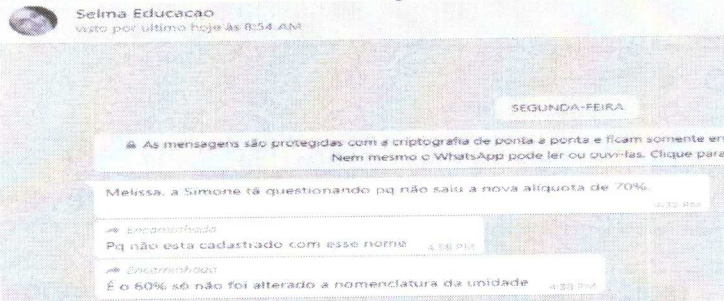 Selma Educacao
visto por último hoje às 8:54 AM
SEGUNDA-FEIRA
As mensagens são protegidas com a criptografia de ponta a ponta e ficam somente en
Nem mesmo o WhatsApp pode ler ou ouvi-las. Clique para
Melissa, a Simone tá questionando pq não saiu a nova alíquota de 70%.
Encaminhada
Pq não esta cadastrado com esse nome 4:38 PM
Encaminhada
É o 60% só não foi alterado a nomenclatura da unidade 4:38 PM